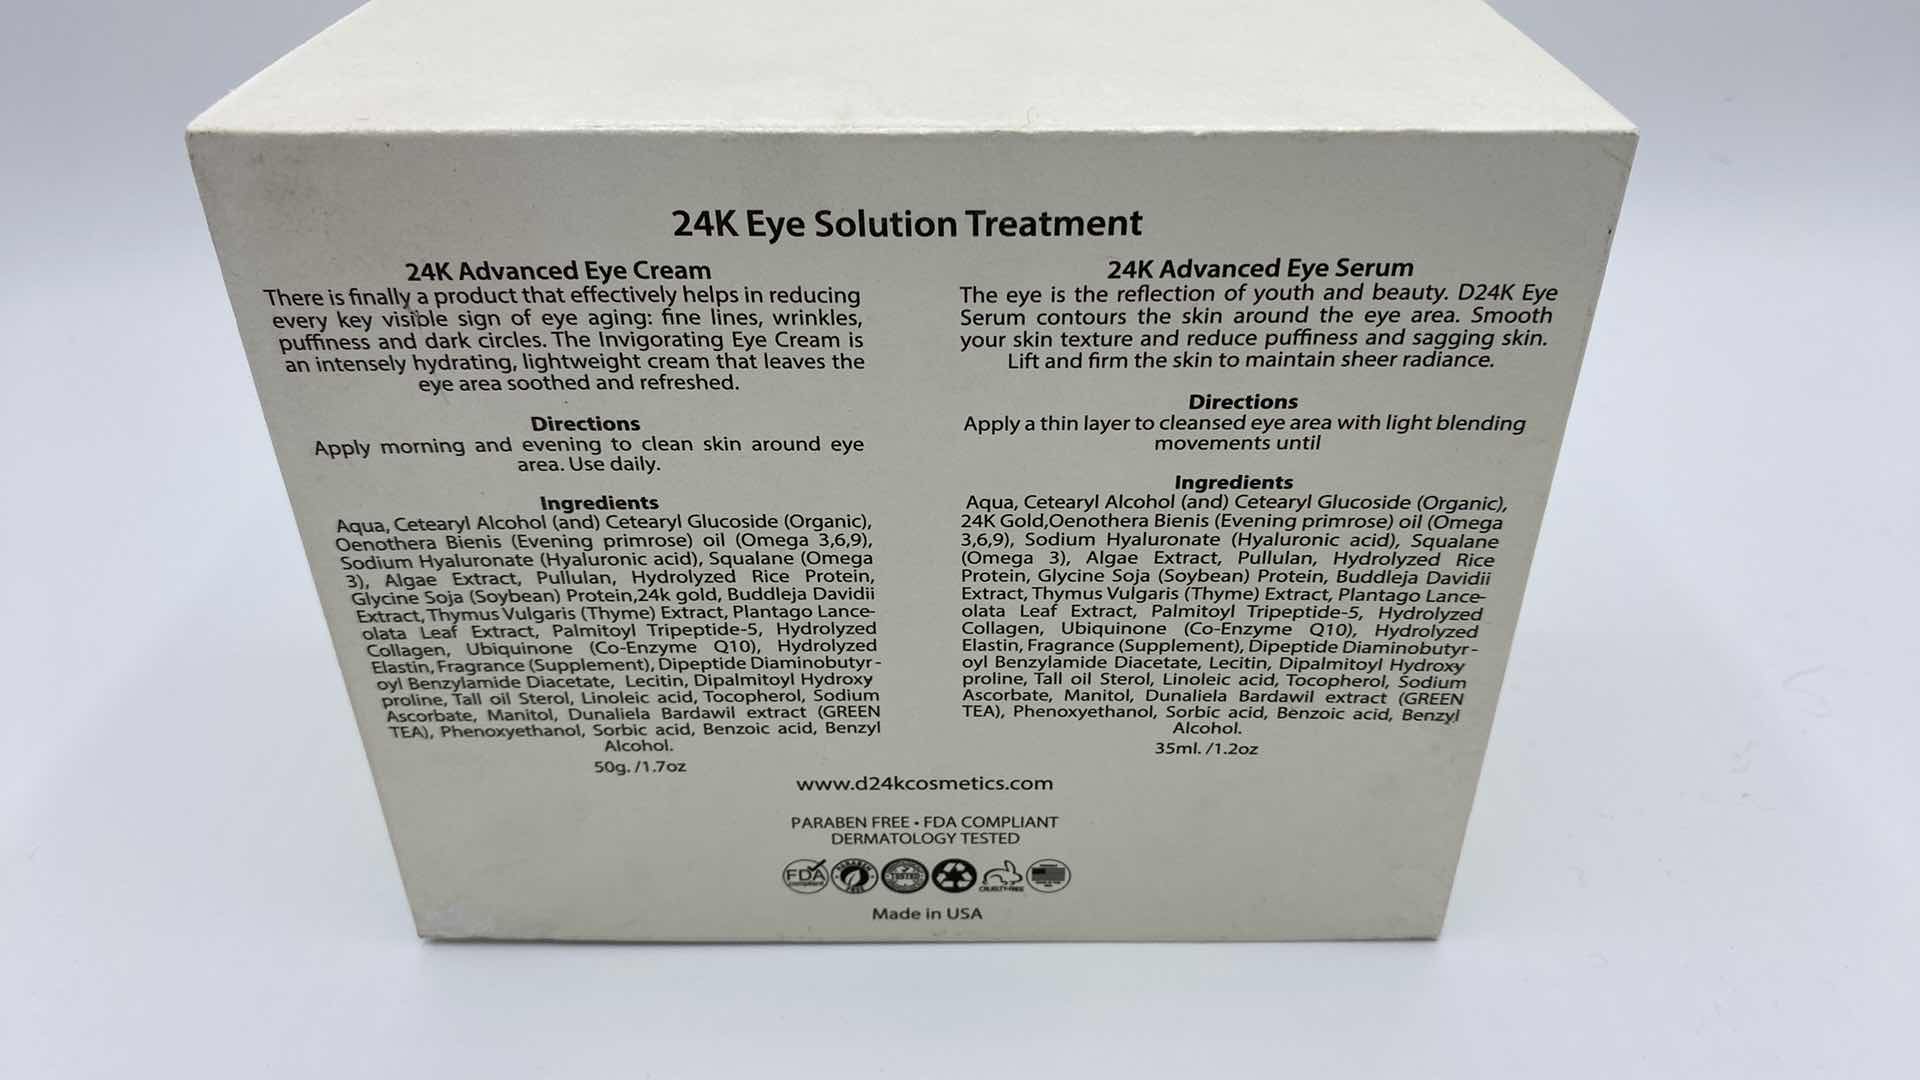 24K Eye Solution Treatment
24K Advanced Eye Cream
There is finally a product that effectively helps in reducing
every key visible sign of eye aging: fine lines, wrinkles,
puffiness and dark circles. The Invigorating Eye Cream is
an intensely hydrating, lightweight cream that leaves the
eye area soothed and refreshed.
Directions
Apply morning and evening to clean skin around eye
area. Use daily.
Ingredients
Aqua, Cetearyl Alcohol (and) Cetearyl Glucoside (Organic),
Oenothera Bienis (Evening primrose) oil (Omega 3,6,9),
Sodium Hyaluronate (Hyaluronic acid), Squalane (Omega
3), Algae Extract, Pullulan, Hydrolyzed Rice Protein,
Glycine Soja (Soybean) Protein,24k gold, Buddleja Davidii
Extract, Thymus Vulgaris (Thyme) Extract, Plantago Lance-
olata Leaf Extract, Palmitoyl Tripeptide-5, Hydrolyzed
Collagen, Ubiquinone (Co-Enzyme Q10), Hydrolyzed
Elastin, Fragrance (Supplement), Dipeptide Diaminobutyr-
oyl Benzylamide Diacetate, Lecitin, Dipalmitoyl Hydroxy
proline, Tall oil Sterol, Linoleic acid, Tocopherol, Sodium
Ascorbate, Manitol, Dunaliela Bardawil extract (GREEN
TEA), Phenoxyethanol, Sorbic acid, Benzoic acid, Benzyl
Alcohol.
50g. /1.7oz
24K Advanced Eye Serum
The eye is the reflection of youth and beauty. D24K Eye
Serum contours the skin around the eye area. Smooth
your skin texture and reduce puffiness and sagging skin.
Lift and firm the skin to maintain sheer radiance.
Directions
Apply a thin layer to cleansed eye area with light blending
movements until
Ingredients
Aqua, Cetearyl Alcohol (and) Cetearyl Glucoside (Organic),
24K Gold,Oenothera Bienis (Evening primrose) oil (Omega
3,6,9), Sodium Hyaluronate (Hyaluronic acid), Squalane
(Omega 3), Algae Extract, Pullulan, Hydrolyzed Rice
Protein, Glycine Soja (Soybean) Protein, Buddleja Davidii
Extract, Thymus Vulgaris (Thyme) Extract, Plantago Lance-
olata Leaf Extract, Palmitoyl Tripeptide-5, Hydrolyzed
Collagen, Ubiquinone (Co-Enzyme Q10), Hydrolyzed
Elastin, Fragrance (Supplement), Dipeptide Diaminobutyr-
oyl Benzylamide Diacetate, Lecitin, Dipalmitoyl Hydroxy
proline, Tall oil Sterol, Linoleic acid, Tocopherol, Sodium
Ascorbate, Manitol, Dunaliela Bardawil extract (GREEN
TEA), Phenoxyethanol, Sorbic acid, Benzoic acid, Benzyl
Alcohol.
35ml. /1.2oz
www.d24kcosmetics.com
PARABEN FREE • FDA COMPLIANT
DERMATOLOGY TESTED
FDA
compliant
PARABEN
FREE
TESTED
CRUELTY-FREE
Made in USA